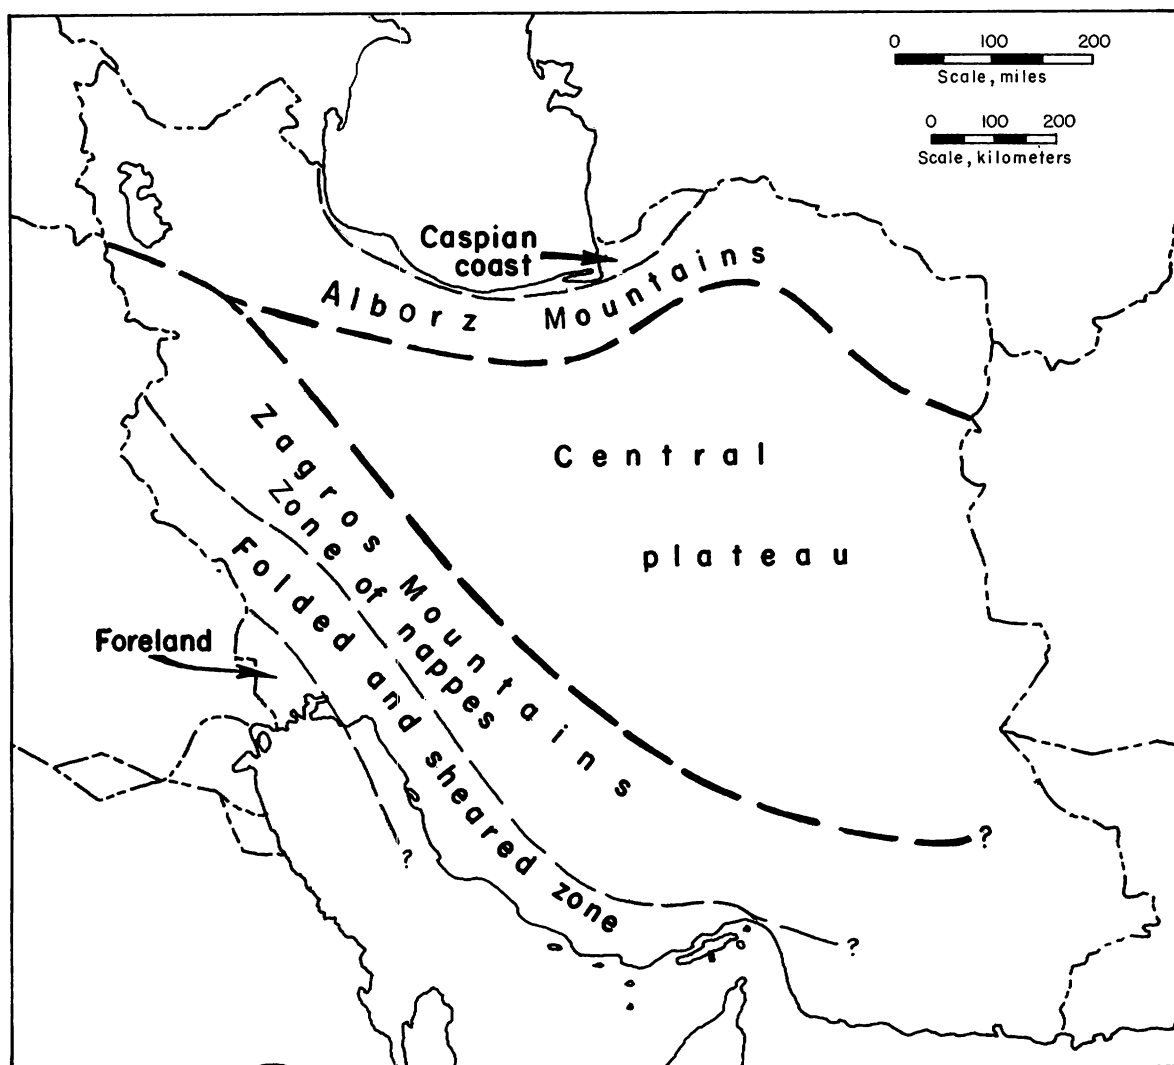 0 100 200
Scale, miles
0 100 200
Scale, kilometers
Caspian
coast
Alborz Mountains
Central
plateau
Zagros Mountains
Zone of nappes
Folded and sheared zone
Foreland
?
?
?